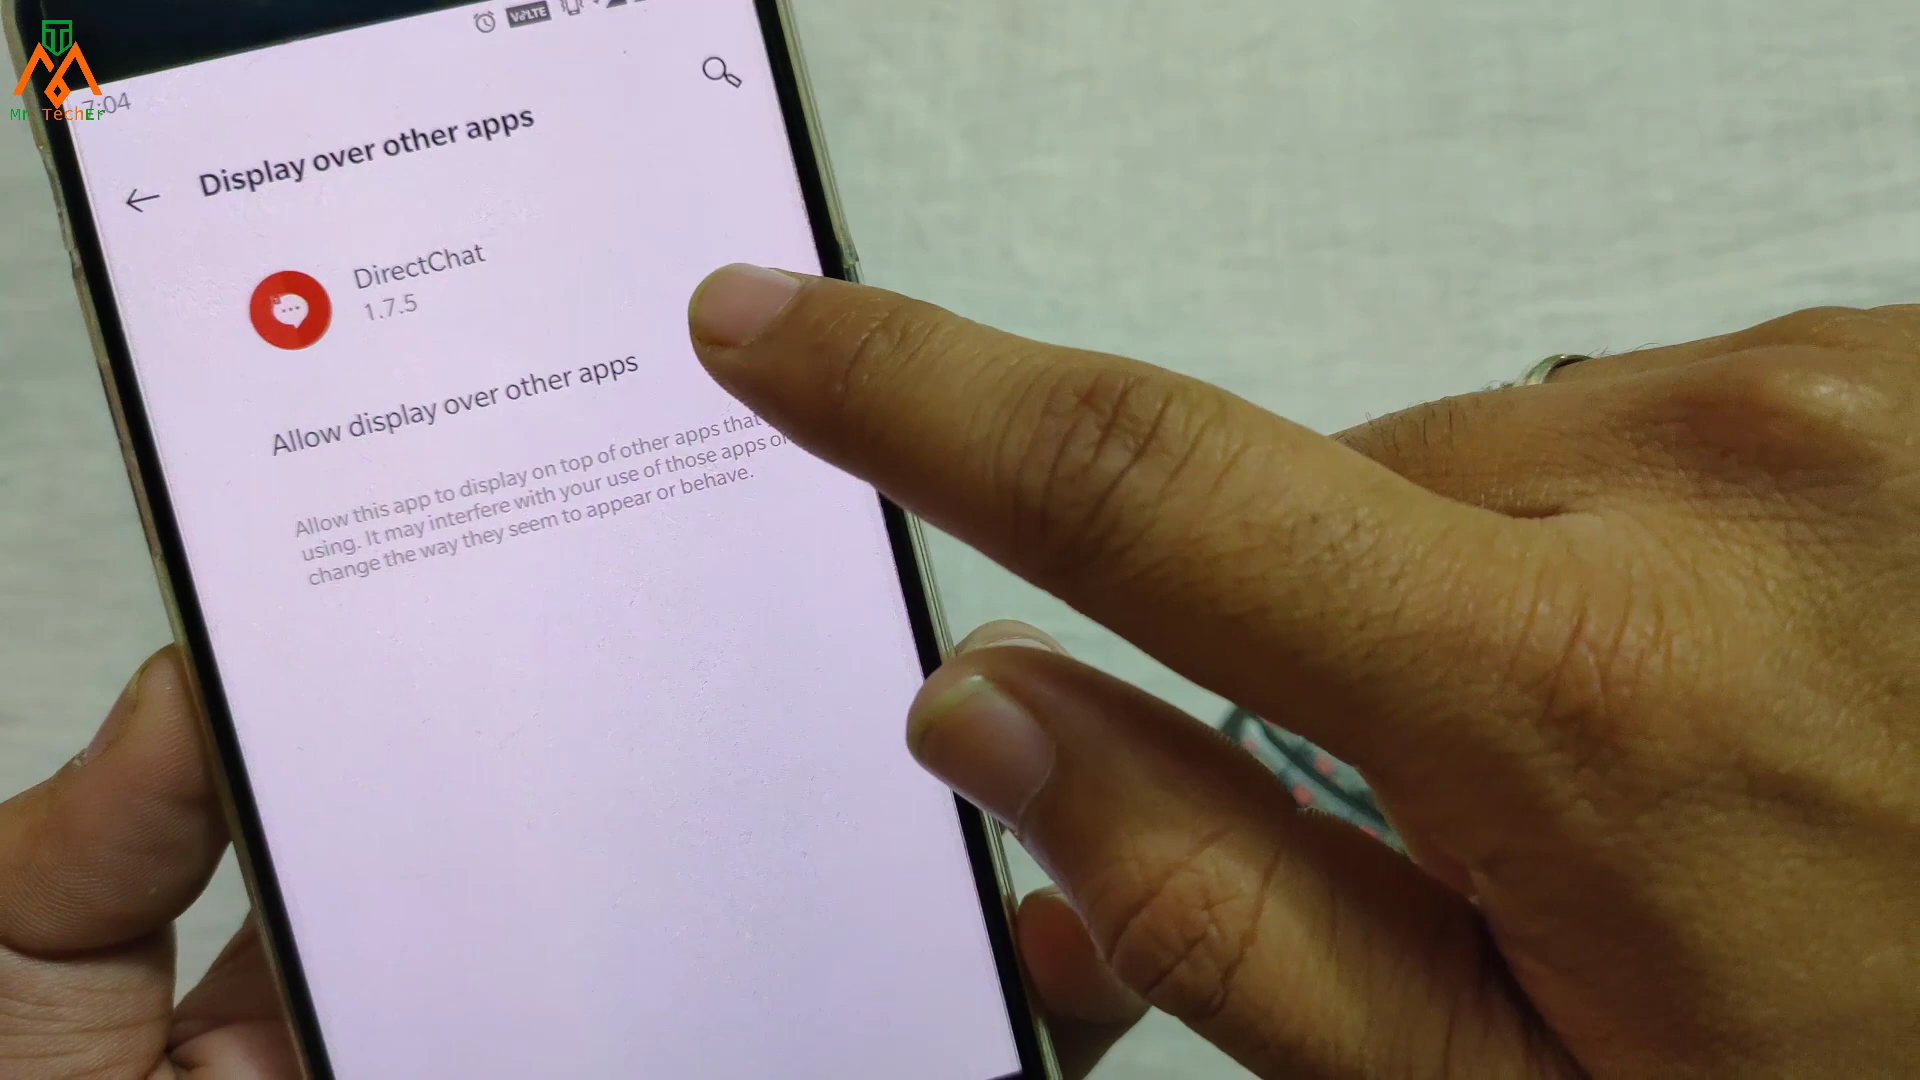 VoLTE
7:04
Mr. TechEr
Display over other apps
DirectChat
1.7.5
Allow display over other apps
Allow this app to display on top of other apps that
using. It may interfere with your use of those apps or
change the way they seem to appear or behave.